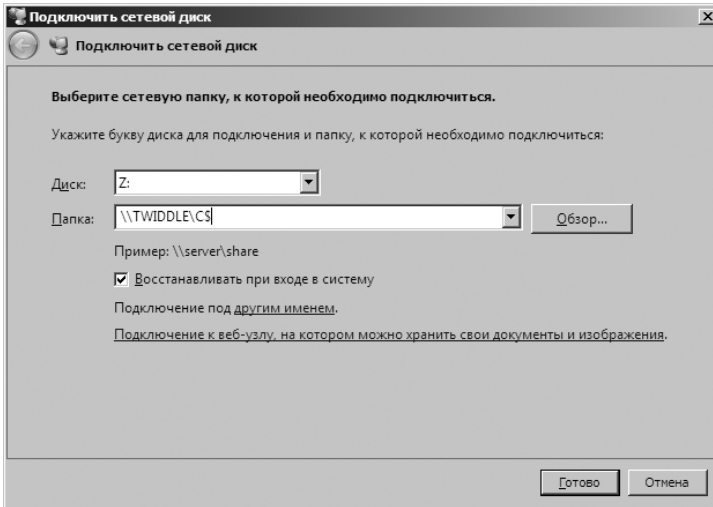 Подключить сетевой диск
Подключить сетевой диск
Выберите сетевую папку, к которой необходимо подключиться.
Укажите букву диска для подключения и папку, к которой необходимо подключиться:
Диск: Z:
Папка: \\TWIDDLE\C$ Обзор...
Пример: \\server\share
Восстанавливать при входе в систему
Подключение под другим именем.
Подключение к веб-узлу, на котором можно хранить свои документы и изображения.
Готово Отмена